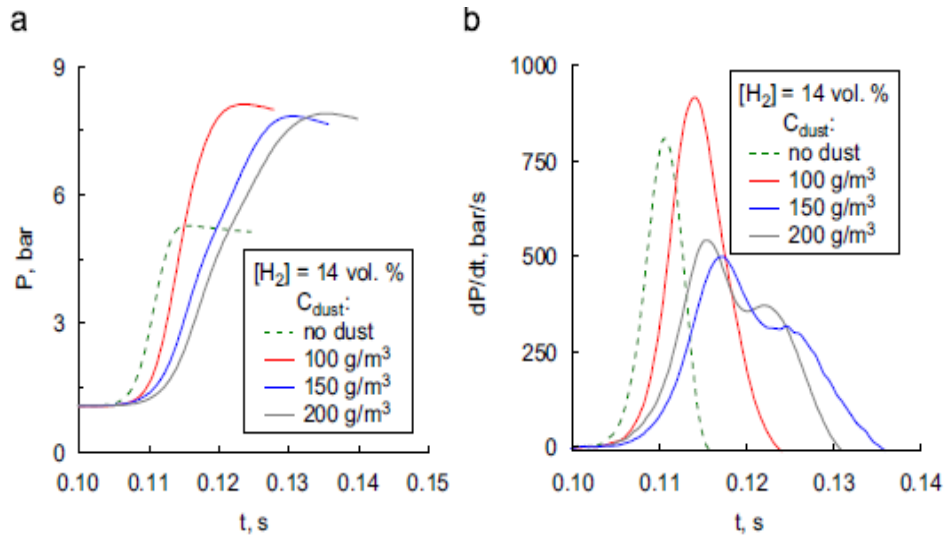 a
P, bar
9
6
3
0
[H₂] = 14 vol. %
C_dust:
no dust
100 g/m³
150 g/m³
200 g/m³
0.10 0.11 0.12 0.13 0.14 0.15
t, s
b
dP/dt, bar/s
1000
750
500
250
0
[H₂] = 14 vol. %
C_dust:
no dust
100 g/m³
150 g/m³
200 g/m³
0.10 0.11 0.12 0.13 0.14
t, s